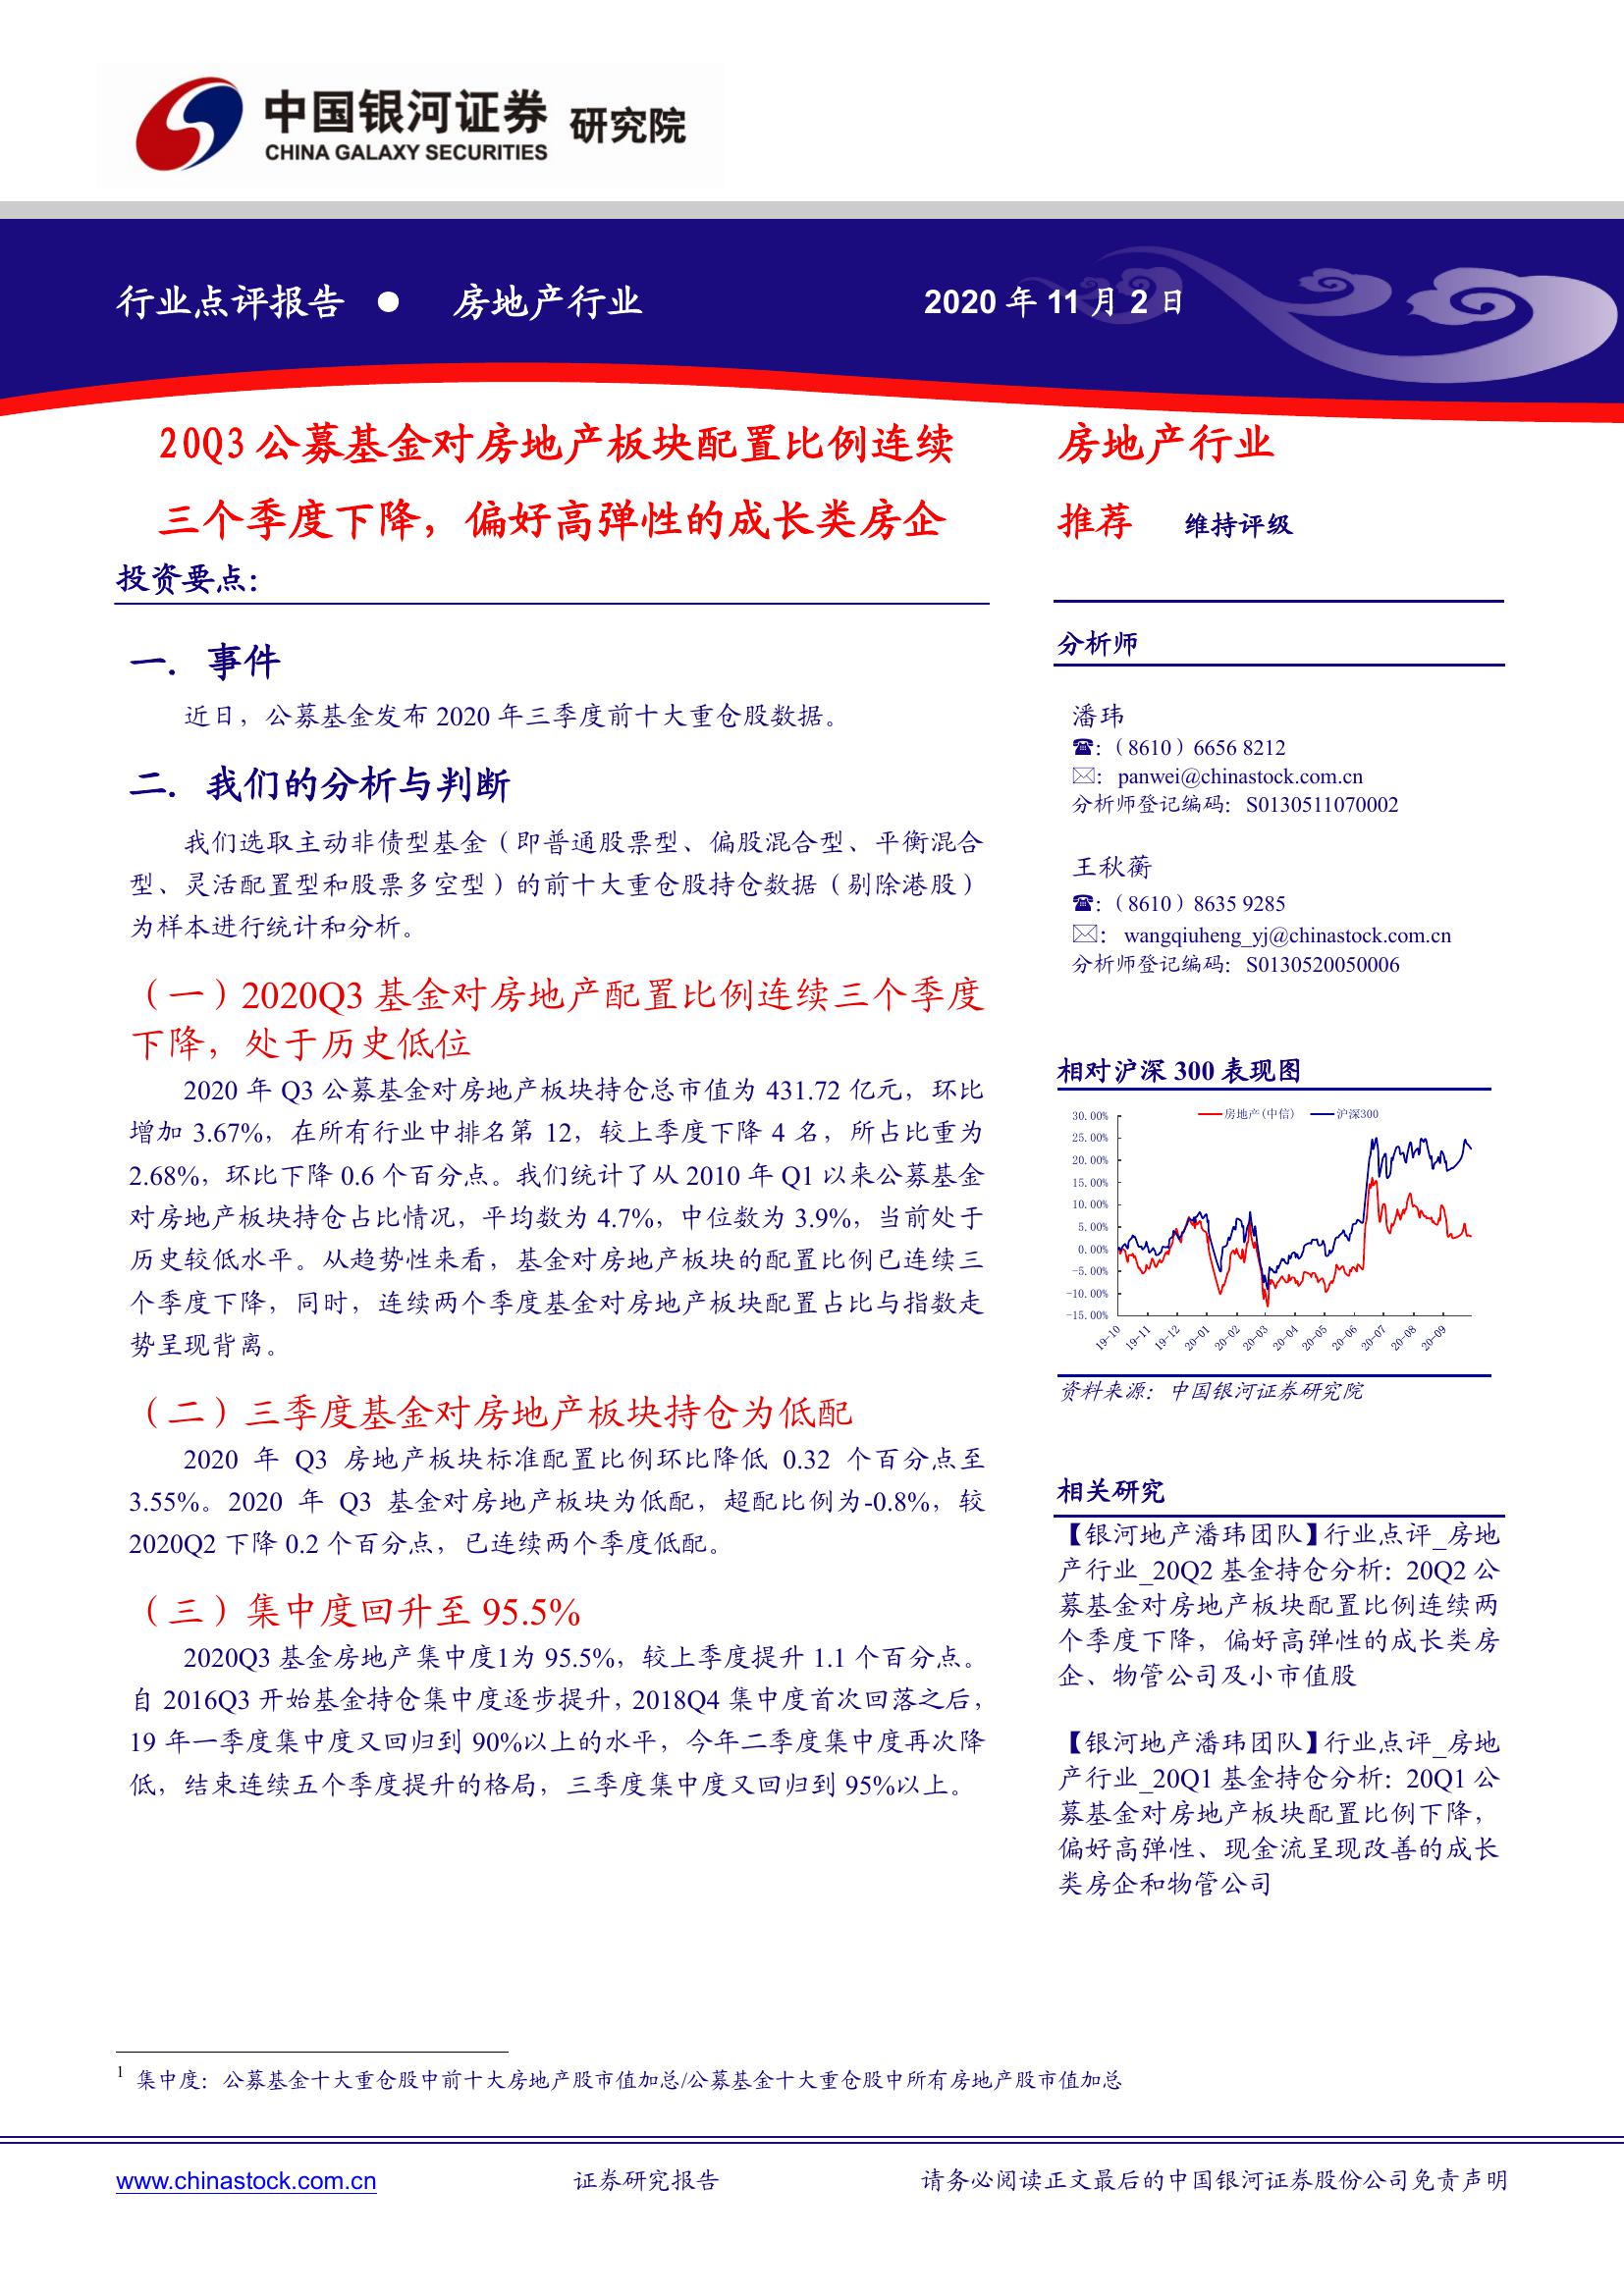 中国银河证券 研究院
CHINA GALAXY SECURITIES
行业点评报告 ● 房地产行业
2020 年 11 月 2 日
20Q3 公募基金对房地产板块配置比例连续
三个季度下降，偏好高弹性的成长类房企
投资要点：
一. 事件
近日，公募基金发布 2020 年三季度前十大重仓股数据。
二. 我们的分析与判断
我们选取主动非债型基金（即普通股票型、偏股混合型、平衡混合
型、灵活配置型和股票多空型）的前十大重仓股持仓数据（剔除港股）
为样本进行统计和分析。
（一）2020Q3 基金对房地产配置比例连续三个季度
下降，处于历史低位
2020 年 Q3 公募基金对房地产板块持仓总市值为 431.72 亿元，环比
增加 3.67%，在所有行业中排名第 12，较上季度下降 4 名，所占比重为
2.68%，环比下降 0.6 个百分点。我们统计了从 2010 年 Q1 以来公募基金
对房地产板块持仓占比情况，平均数为 4.7%，中位数为 3.9%，当前处于
历史较低水平。从趋势性来看，基金对房地产板块的配置比例已连续三
个季度下降，同时，连续两个季度基金对房地产板块配置占比与指数走
势呈现背离。
（二）三季度基金对房地产板块持仓为低配
2020 年 Q3 房地产板块标准配置比例环比降低 0.32 个百分点至
3.55%。2020 年 Q3 基金对房地产板块为低配，超配比例为-0.8%，较
2020Q2 下降 0.2 个百分点，已连续两个季度低配。
（三）集中度回升至 95.5%
2020Q3 基金房地产集中度1为 95.5%，较上季度提升 1.1 个百分点。
自 2016Q3 开始基金持仓集中度逐步提升，2018Q4 集中度首次回落之后，
19 年一季度集中度又回归到 90%以上的水平，今年二季度集中度再次降
低，结束连续五个季度提升的格局，三季度集中度又回归到 95%以上。
房地产行业
推荐 维持评级
分析师
潘玮
☎：（8610）6656 8212
✉：panwei@chinastock.com.cn
分析师登记编码：S0130511070002
王秋蘅
☎：（8610）8635 9285
✉：wangqiuheng_yj@chinastock.com.cn
分析师登记编码：S0130520050006
相对沪深 300 表现图
房地产(中信) 沪深300
30.00%
25.00%
20.00%
15.00%
10.00%
5.00%
0.00%
-5.00%
-10.00%
-15.00%
19-10 19-11 19-12 20-01 20-02 20-03 20-04 20-05 20-06 20-07 20-08 20-09
资料来源：中国银河证券研究院
相关研究
【银河地产潘玮团队】行业点评_房地
产行业_20Q2 基金持仓分析：20Q2 公
募基金对房地产板块配置比例连续两
个季度下降，偏好高弹性的成长类房
企、物管公司及小市值股
【银河地产潘玮团队】行业点评_房地
产行业_20Q1 基金持仓分析：20Q1 公
募基金对房地产板块配置比例下降，
偏好高弹性、现金流呈现改善的成长
类房企和物管公司
1 集中度：公募基金十大重仓股中前十大房地产股市值加总/公募基金十大重仓股中所有房地产股市值加总
www.chinastock.com.cn 证券研究报告 请务必阅读正文最后的中国银河证券股份公司免责声明